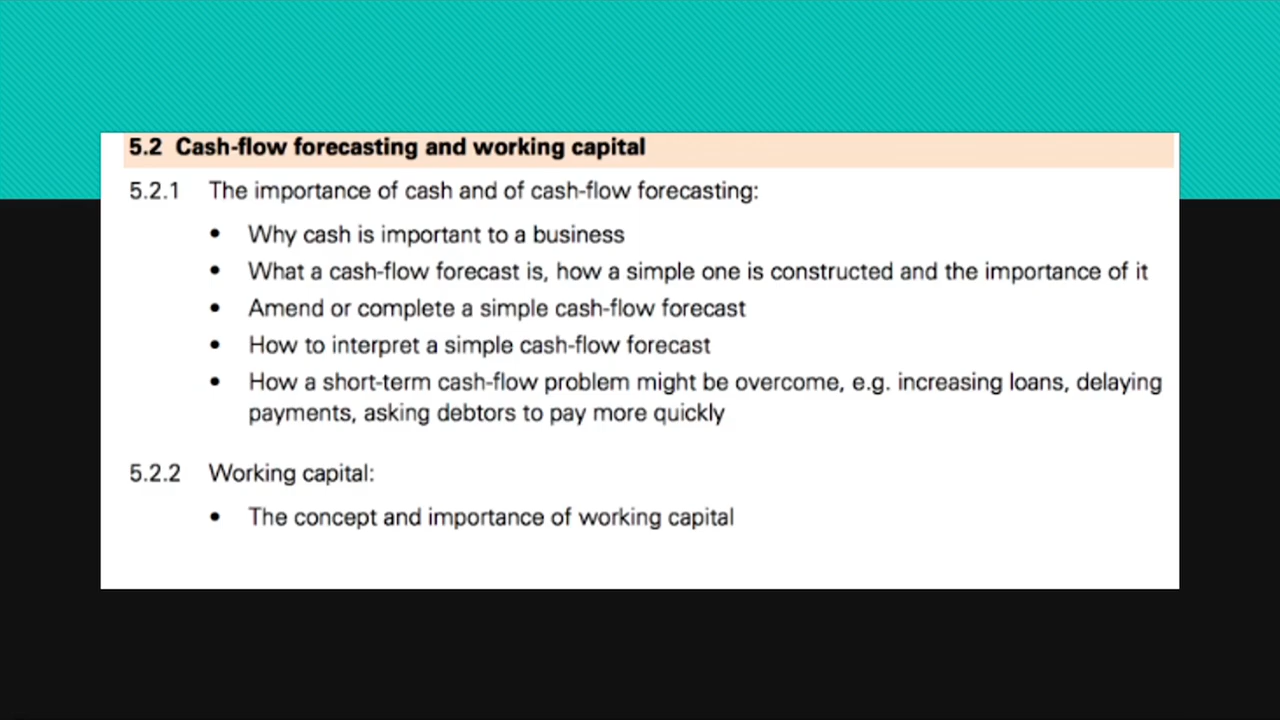 5.2 Cash-flow forecasting and working capital
5.2.1 The importance of cash and of cash-flow forecasting:
• Why cash is important to a business
• What a cash-flow forecast is, how a simple one is constructed and the importance of it
• Amend or complete a simple cash-flow forecast
• How to interpret a simple cash-flow forecast
• How a short-term cash-flow problem might be overcome, e.g. increasing loans, delaying
payments, asking debtors to pay more quickly
5.2.2 Working capital:
• The concept and importance of working capital